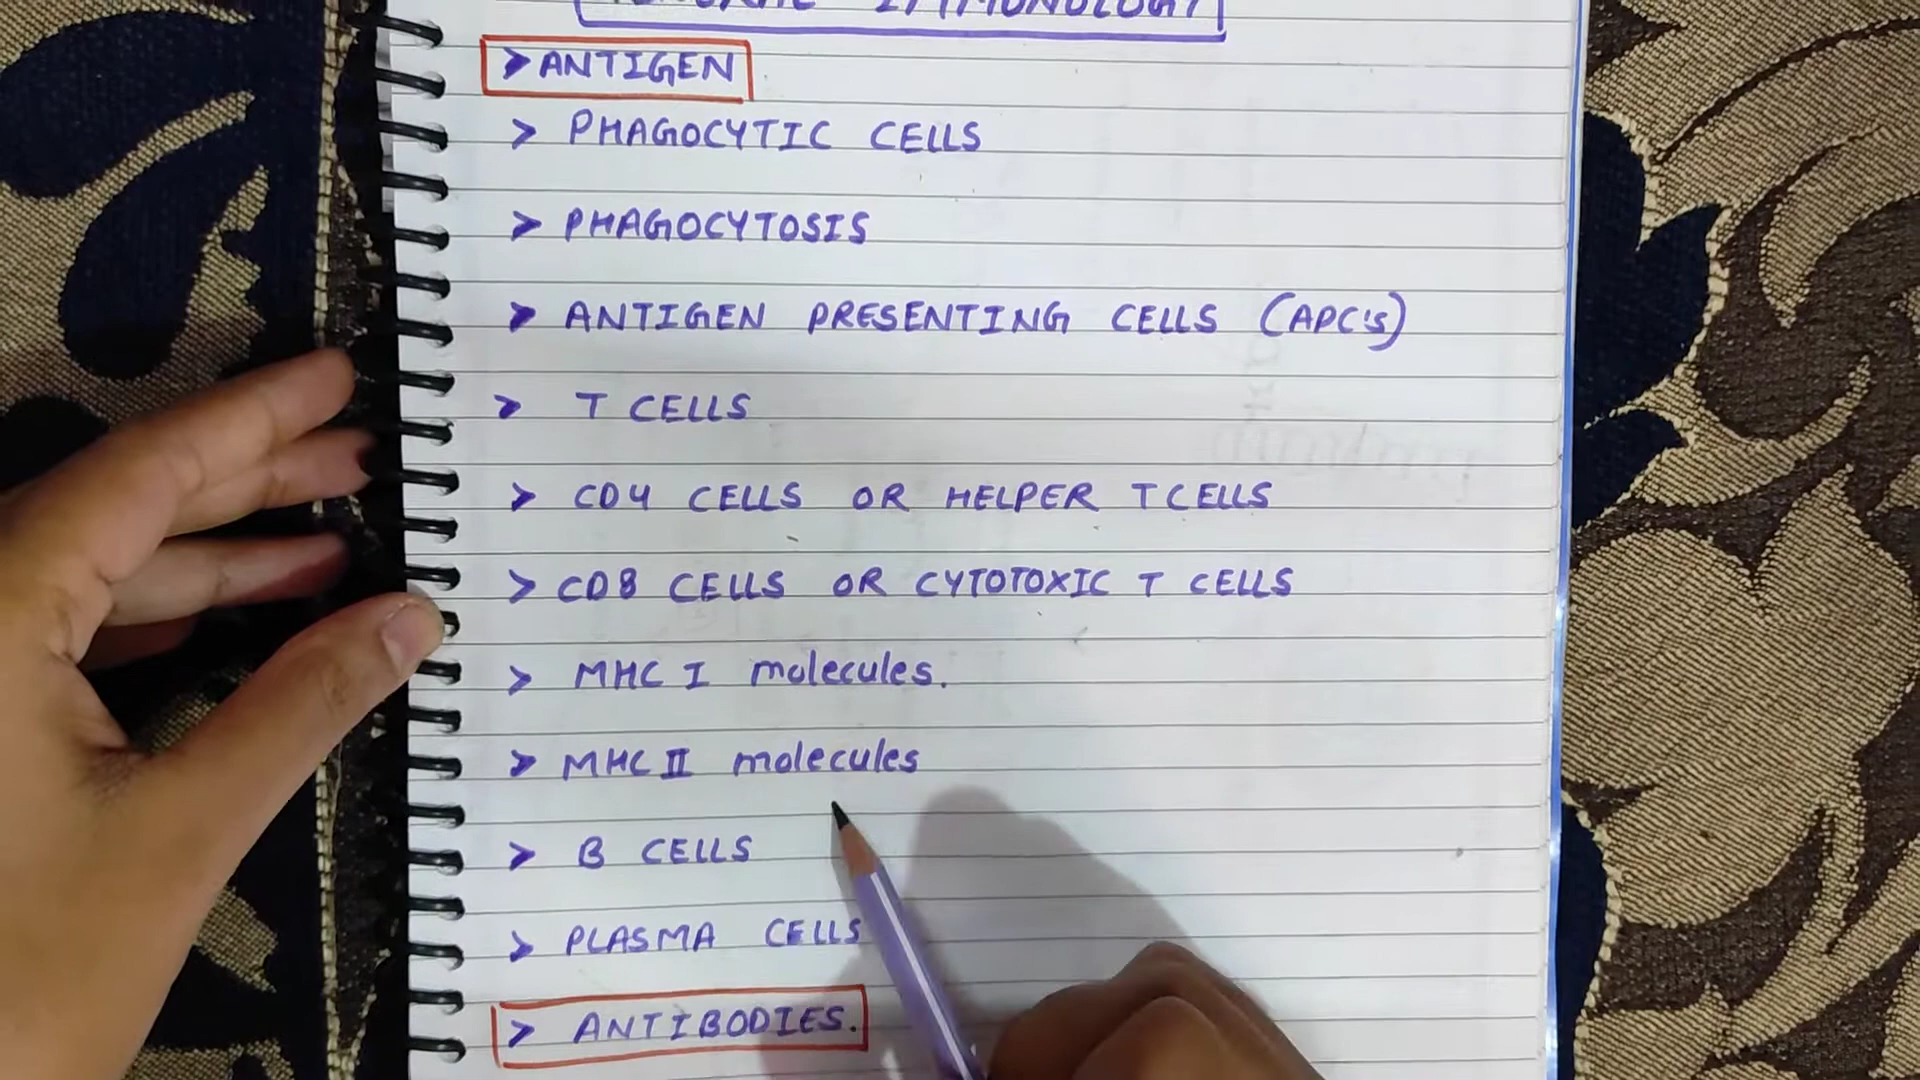 IMMUNOLOGY
> ANTIGEN
> PHAGOCYTIC CELLS
> PHAGOCYTOSIS
> ANTIGEN PRESENTING CELLS (APC's)
> T CELLS
> CD4 CELLS OR HELPER T CELLS
> CD8 CELLS OR CYTOTOXIC T CELLS
> MHC I molecules.
> MHC II molecules
> B CELLS
> PLASMA CELLS
> ANTIBODIES.